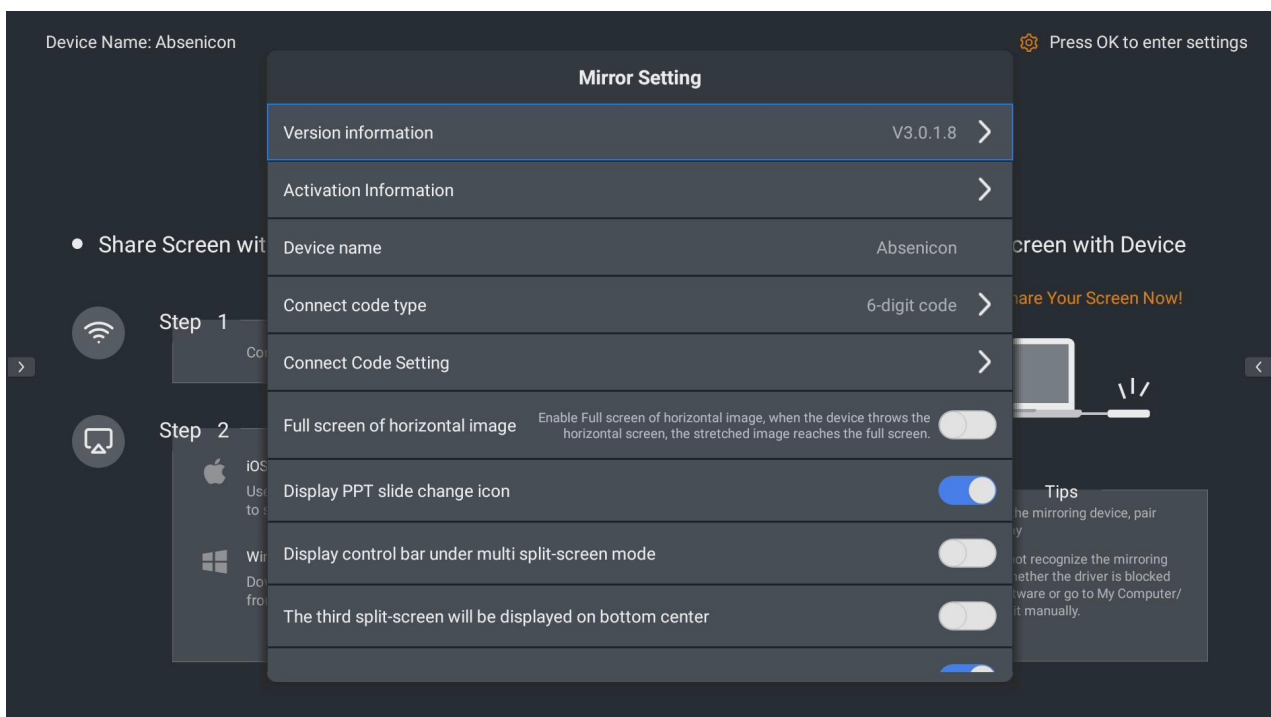 Device Name: Absenicon
Press OK to enter settings
Mirror Setting
Version information V3.0.1.8
Activation Information
Device name Absenicon
Connect code type 6-digit code
Connect Code Setting
Full screen of horizontal image
Enable Full screen of horizontal image, when the device throws the
horizontal screen, the stretched image reaches the full screen.
Display PPT slide change icon
Display control bar under multi split-screen mode
The third split-screen will be displayed on bottom center
Share Screen wit
Step 1
Step 2
iOS
to
creen with Device
are Your Screen Now!
Tips
he mirroring device, pair
ot recognize the mirroring
ether the driver is blocked
tware or go to My Computer/
it manually.